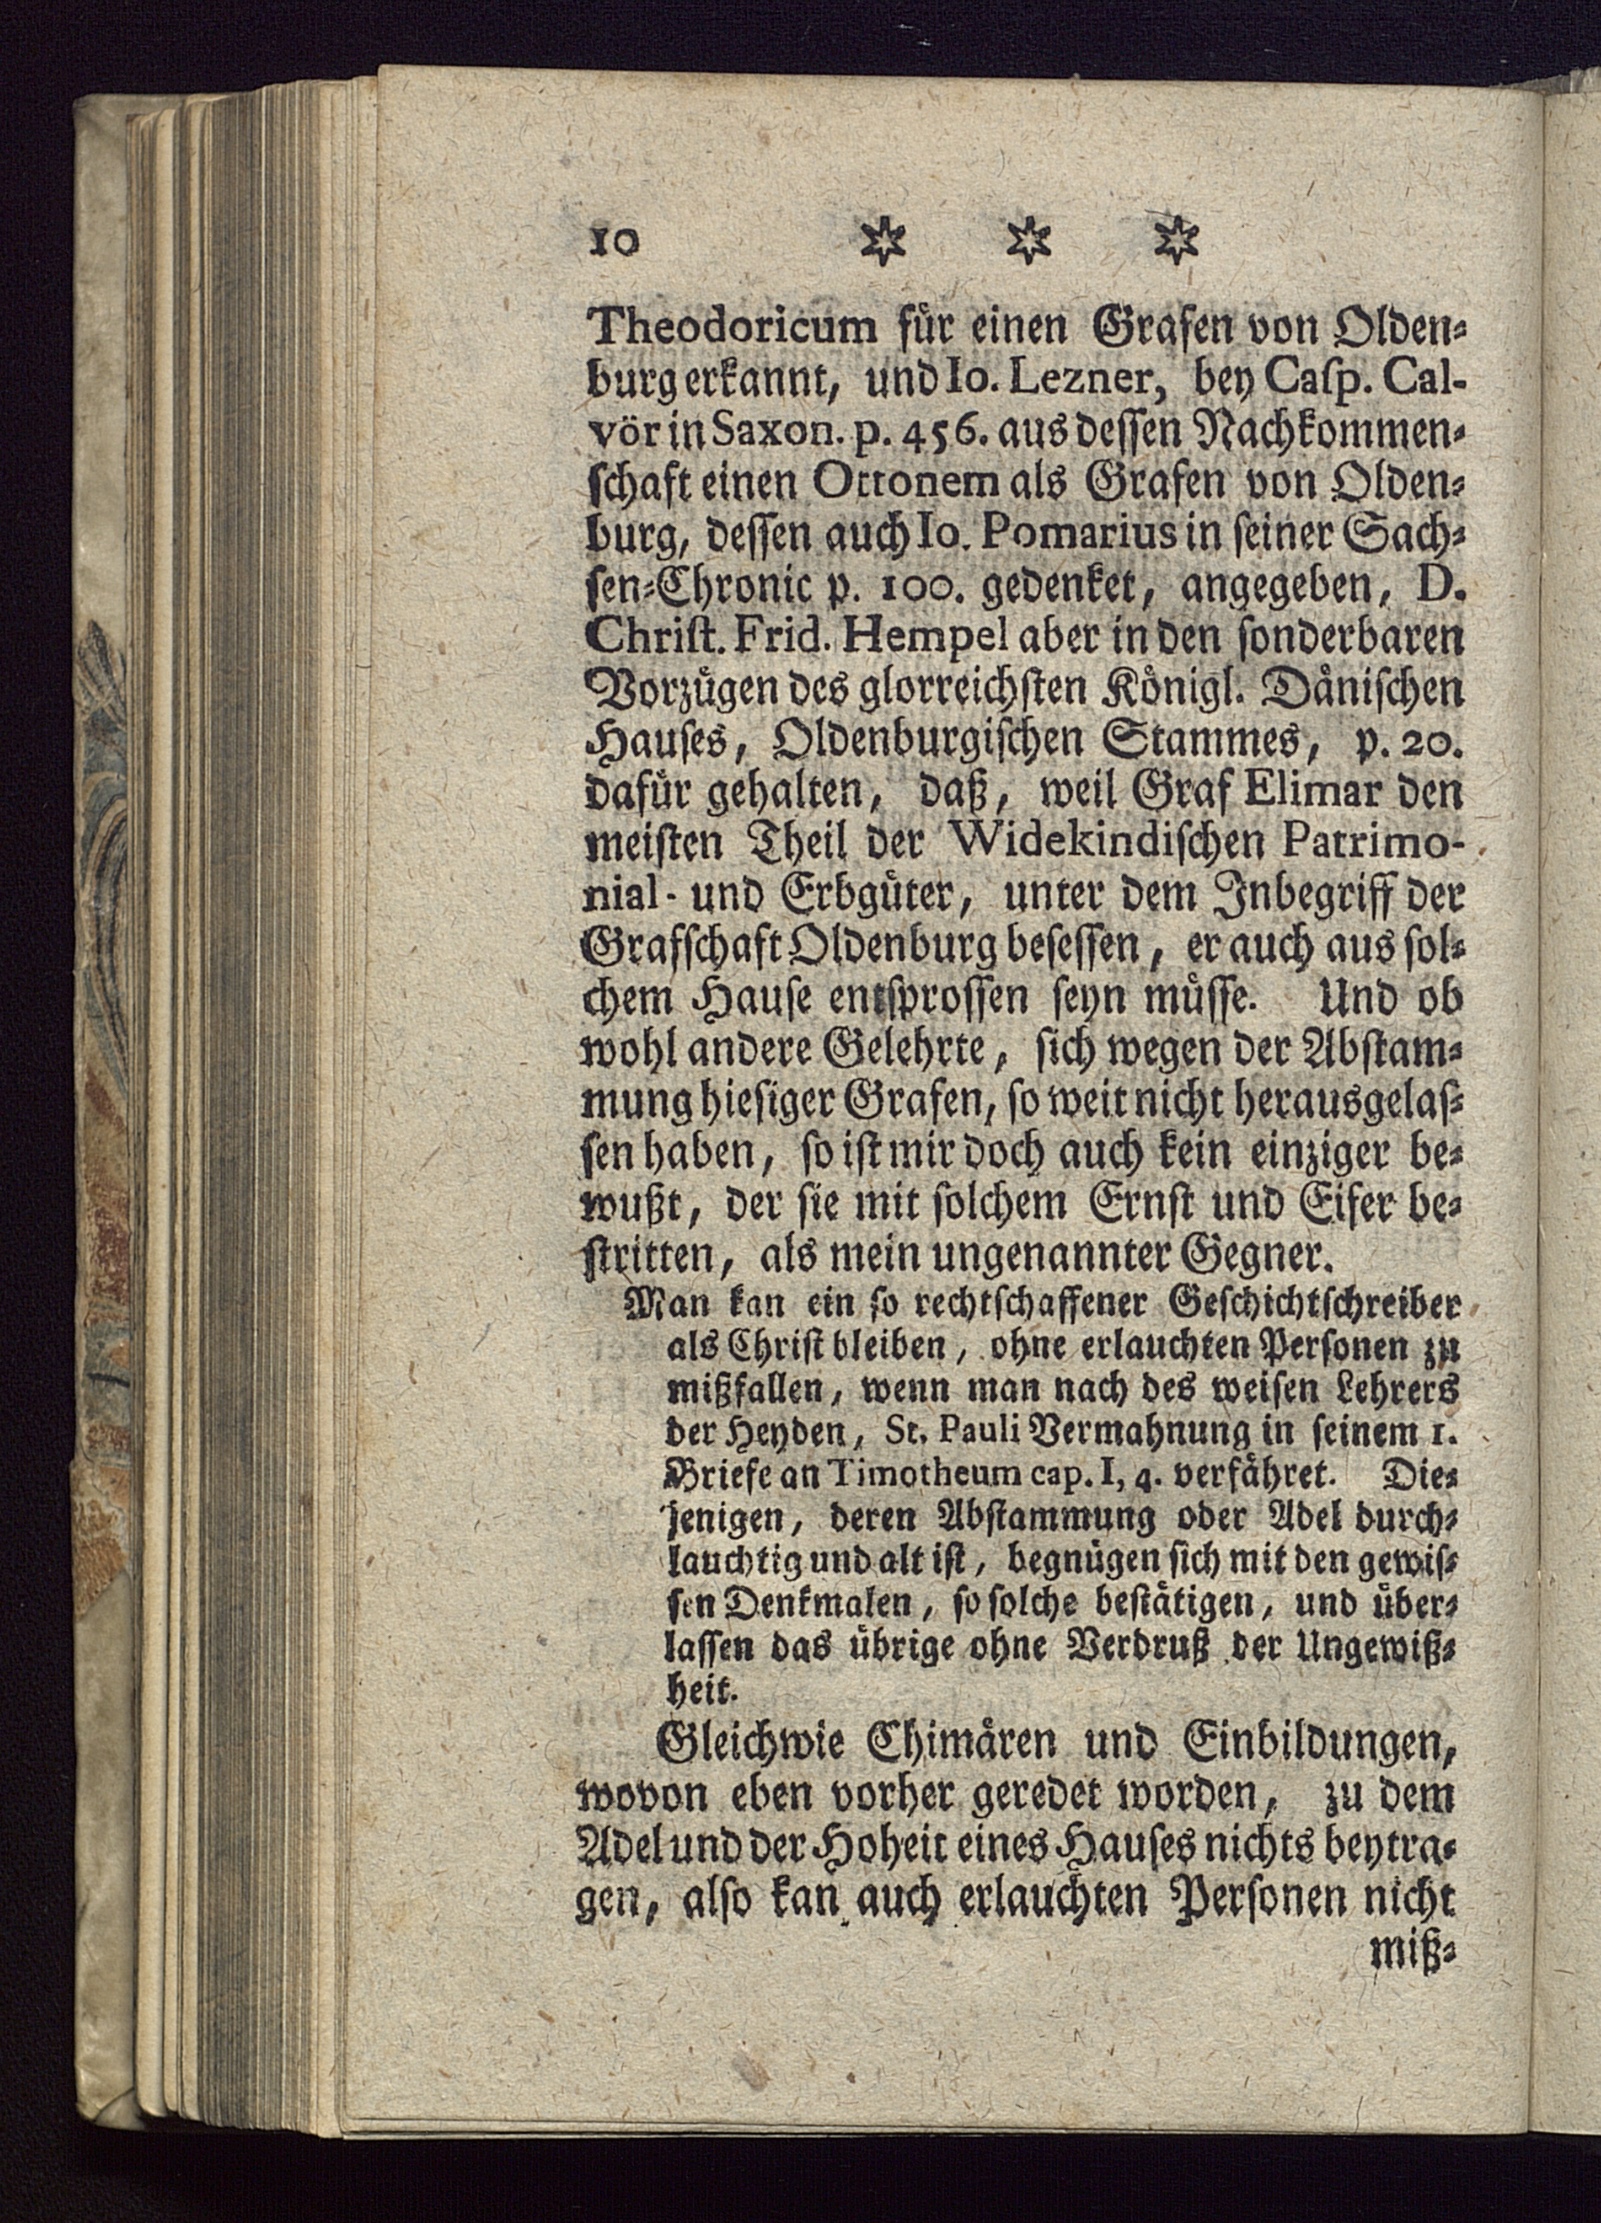 10 * * *
Theodoricum für einen Grafen von Olden-
burg erkannt, und Io. Lezner, bey Caſp. Cal-
vör in Saxon. p. 456. aus deſſen Nachkommen-
ſchaft einen Ottonem als Grafen von Olden-
burg, deſſen auch Io. Pomarius in ſeiner Sach-
ſen-Chronic p. 100. gedenket, angegeben, D.
Chriſt. Frid. Hempel aber in den ſonderbaren
Vorzügen des glorreichſten Königl. Däniſchen
Hauſes, Oldenburgiſchen Stammes, p. 20.
dafür gehalten, daß, weil Graf Elimar den
meiſten Theil der Widekindiſchen Patrimo-
nial- und Erbgüter, unter dem Inbegriff der
Grafſchaft Oldenburg beſeſſen, er auch aus ſol-
chem Hauſe entſproſſen ſeyn müſſe. Und ob
wohl andere Gelehrte, ſich wegen der Abſtam-
mung hieſiger Grafen, ſo weit nicht herausgelaſ-
ſen haben, ſo iſt mir doch auch kein einziger be-
wußt, der ſie mit ſolchem Ernſt und Eifer be-
ſtritten, als mein ungenannter Gegner.
Man kan ein ſo rechtſchaffener Geſchichtſchreiber
als Chriſt bleiben, ohne erlauchten Perſonen zu
mißfallen, wenn man nach des weiſen Lehrers
der Heyden, St. Pauli Vermahnung in ſeinem 1.
Briefe an Timotheum cap. I, 4. verfähret. Die-
jenigen, deren Abſtammung oder Adel durch-
lauchtig und alt iſt, begnügen ſich mit den gewiſ-
ſen Denkmalen, ſo ſolche beſtätigen, und über-
laſſen das übrige ohne Verdruß der Ungewiß-
heit.
Gleichwie Chimären und Einbildungen,
wovon eben vorher geredet worden, zu dem
Adel und der Hoheit eines Hauſes nichts beytra-
gen, alſo kan auch erlauchten Perſonen nicht
miß-